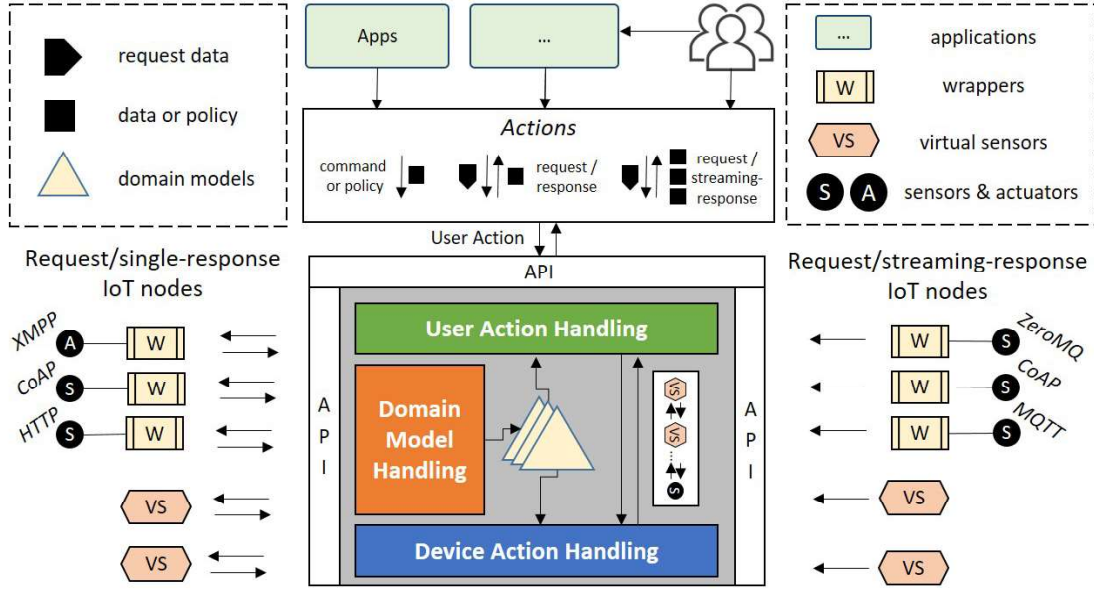 request data
data or policy
domain models
Apps
...
...
applications
W
wrappers
VS
virtual sensors
S
A
sensors & actuators
Actions
command
or policy
request /
response
request /
streaming-
response
User Action
Request/single-response
IoT nodes
XMPP
A
W
CoAP
S
W
HTTP
S
W
VS
VS
API
A
P
I
User Action Handling
Domain
Model
Handling
VS
VS
....
S
Device Action Handling
A
P
I
Request/streaming-response
IoT nodes
W
S
ZeroMQ
W
S
CoAP
W
S
MQTT
VS
VS